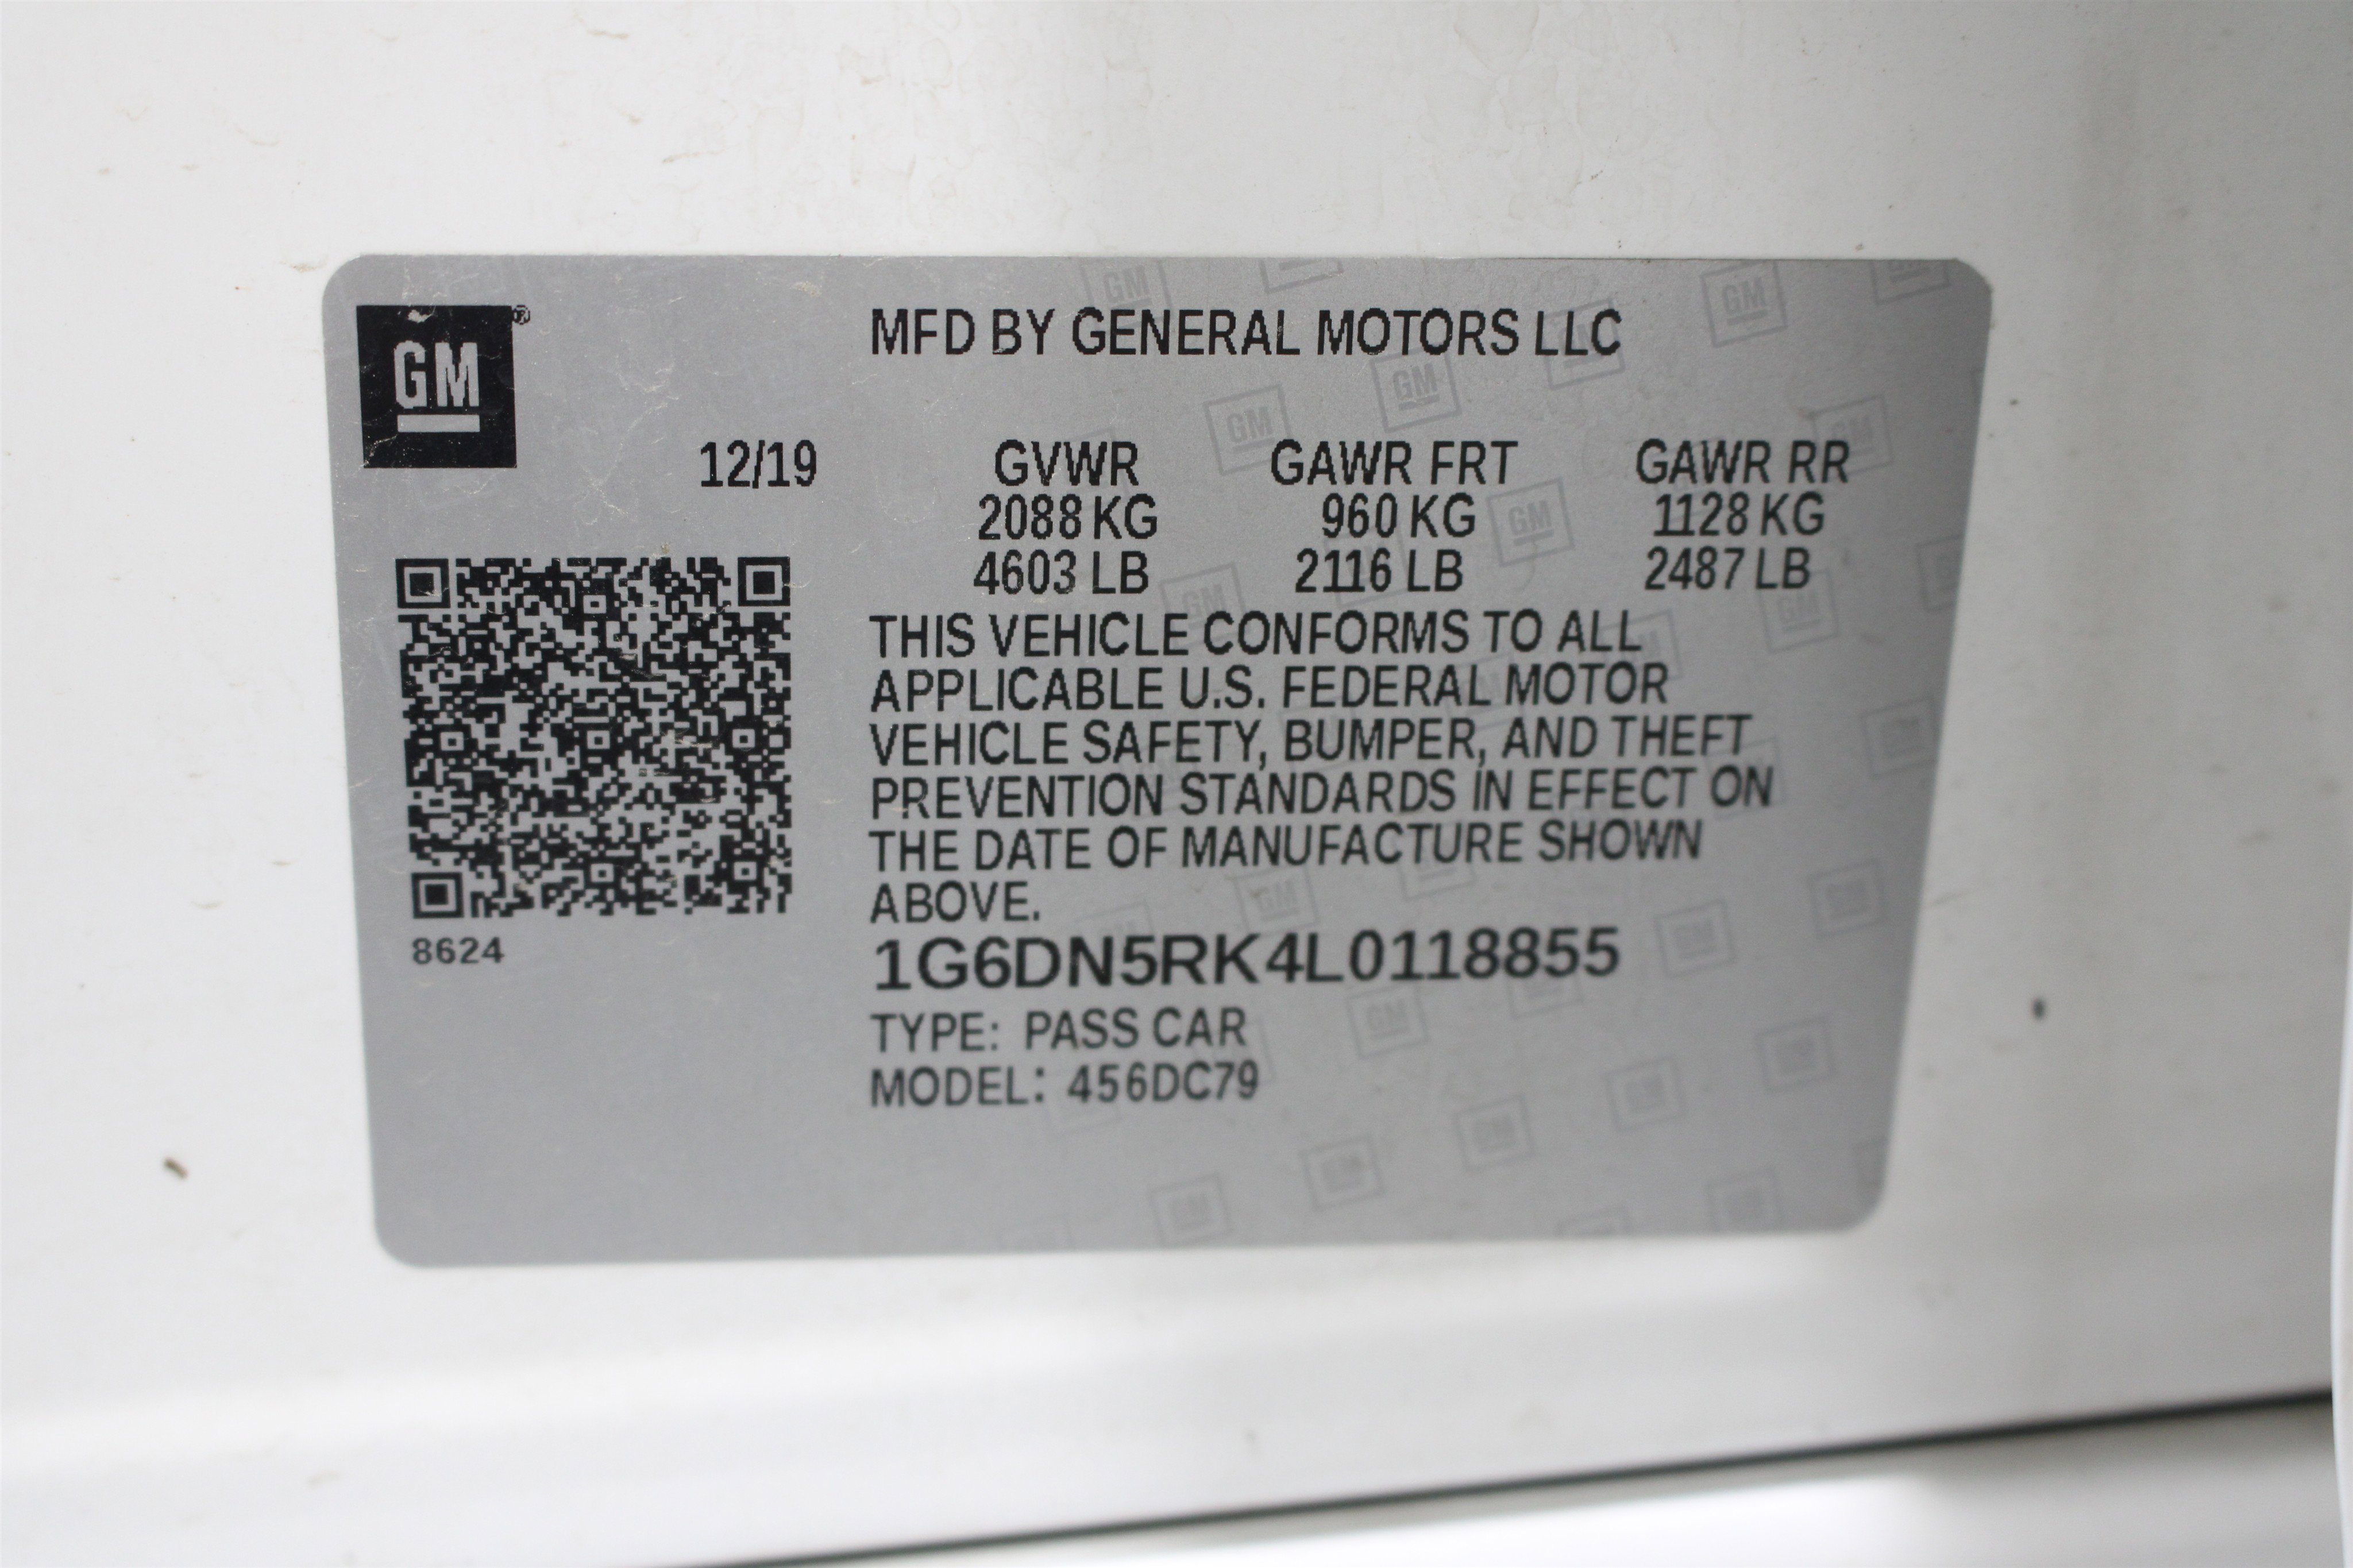 GM®
MFD BY GENERAL MOTORS LLC
12/19 GVWR GAWR FRT GAWR RR
2088 KG 960 KG 1128 KG
4603 LB 2116 LB 2487 LB
THIS VEHICLE CONFORMS TO ALL
APPLICABLE U.S. FEDERAL MOTOR
VEHICLE SAFETY, BUMPER, AND THEFT
PREVENTION STANDARDS IN EFFECT ON
THE DATE OF MANUFACTURE SHOWN
ABOVE.
8624
1G6DN5RK4L0118855
TYPE: PASS CAR
MODEL: 456DC79